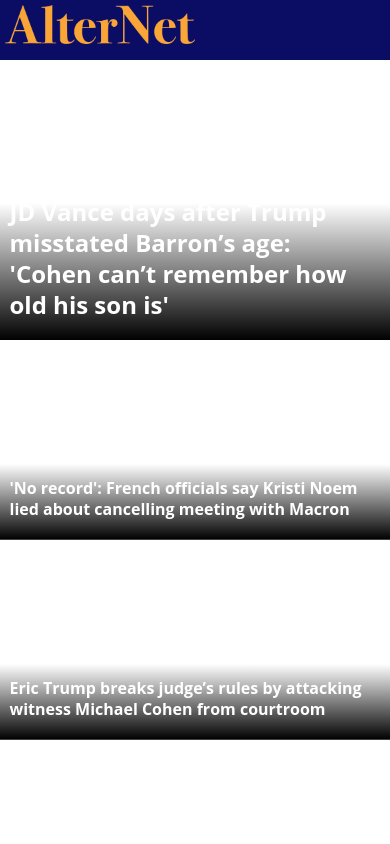 AlterNet
JD Vance days after Trump
misstated Barron’s age:
'Cohen can’t remember how
old his son is'
'No record': French officials say Kristi Noem
lied about cancelling meeting with Macron
Eric Trump breaks judge’s rules by attacking
witness Michael Cohen from courtroom